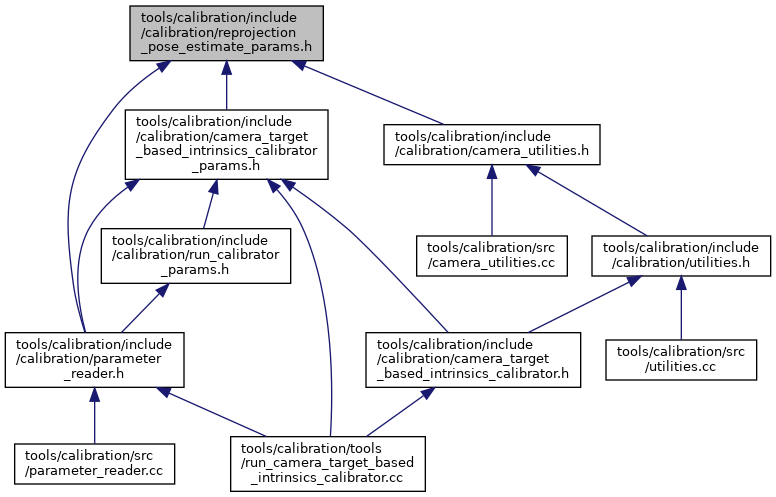 tools/calibration/include
/calibration/reprojection
_pose_estimate_params.h
tools/calibration/include
/calibration/camera_target
_based_intrinsics_calibrator
_params.h
tools/calibration/include
/calibration/camera_utilities.h
tools/calibration/include
/calibration/run_calibrator
_params.h
tools/calibration/src
/camera_utilities.cc
tools/calibration/include
/calibration/utilities.h
tools/calibration/include
/calibration/parameter
_reader.h
tools/calibration/include
/calibration/camera_target
_based_intrinsics_calibrator.h
tools/calibration/src
/utilities.cc
tools/calibration/src
/parameter_reader.cc
tools/calibration/tools
/run_camera_target_based
_intrinsics_calibrator.cc